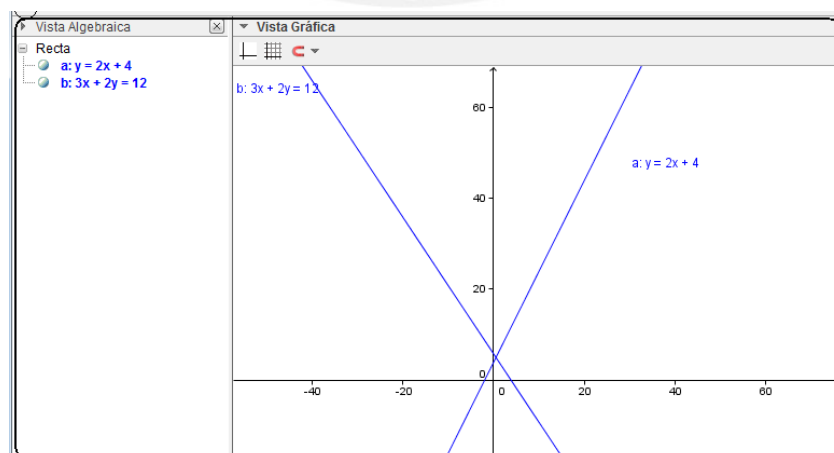 Vista Algebraica
Recta
a: y = 2x + 4
b: 3x + 2y = 12
Vista Gráfica
b: 3x + 2y = 12
a: y = 2x + 4
60
40
20
0
-40
-20
0
20
40
60